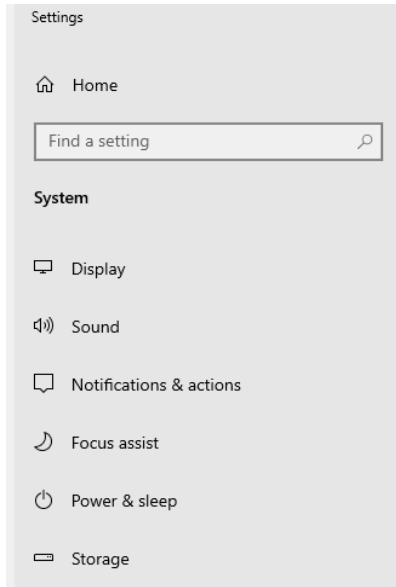 Settings
Home
Find a setting
System
Display
Sound
Notifications & actions
Focus assist
Power & sleep
Storage